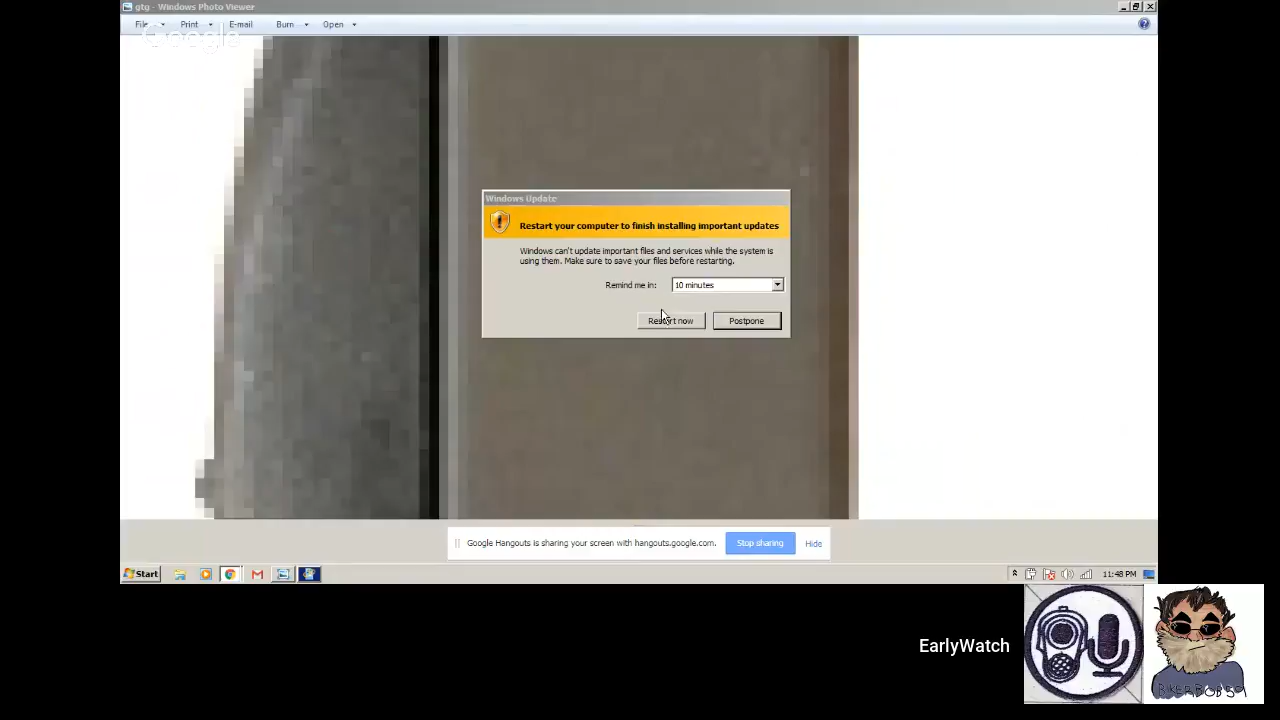 gtg - Windows Photo Viewer
File Print E-mail Burn Open
Google
Windows Update
Restart your computer to finish installing important updates
Windows can't update important files and services while the system is
using them. Make sure to save your files before restarting.
Remind me in: 10 minutes
Restart now Postpone
Google Hangouts is sharing your screen with hangouts.google.com. Stop sharing Hide
Start 11:48 PM
EarlyWatch
BIKERBOB59